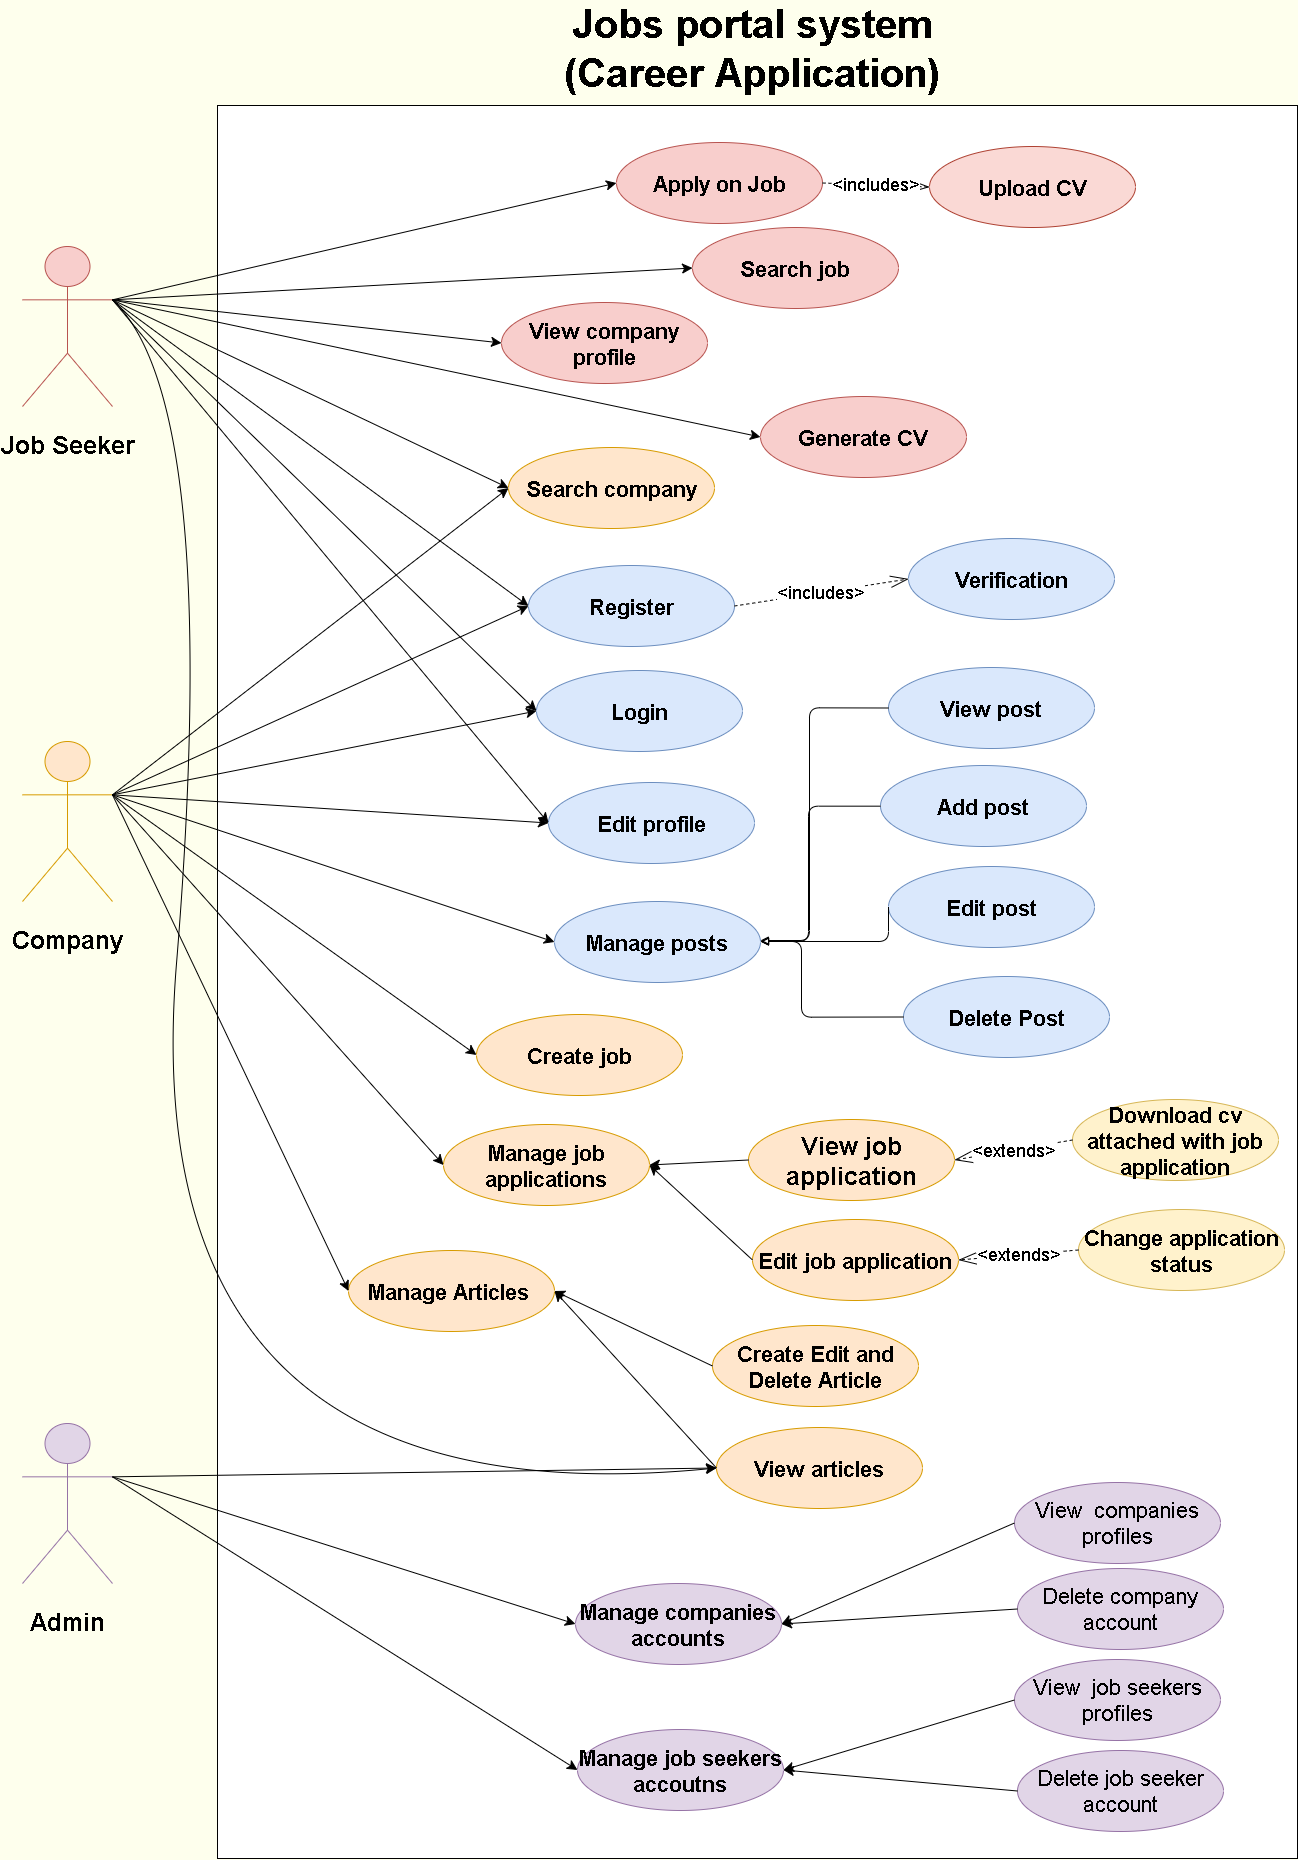 Jobs portal system
(Career Application)
Apply on Job
<includes>
Upload CV
Search job
View company
profile
Job Seeker
Generate CV
Search company
Register
<includes>
Verification
Login
View post
Add post
Edit profile
Edit post
Company
Manage posts
Delete Post
Create job
Manage job
applications
View job
application
<extends>
Download cv
attached with job
application
Edit job application
<extends>
Change application
status
Manage Articles
Create Edit and
Delete Article
View articles
Admin
View  companies
profiles
Manage companies
accounts
Delete company
account
View  job seekers
profiles
Manage job seekers
accoutns
Delete job seeker
account